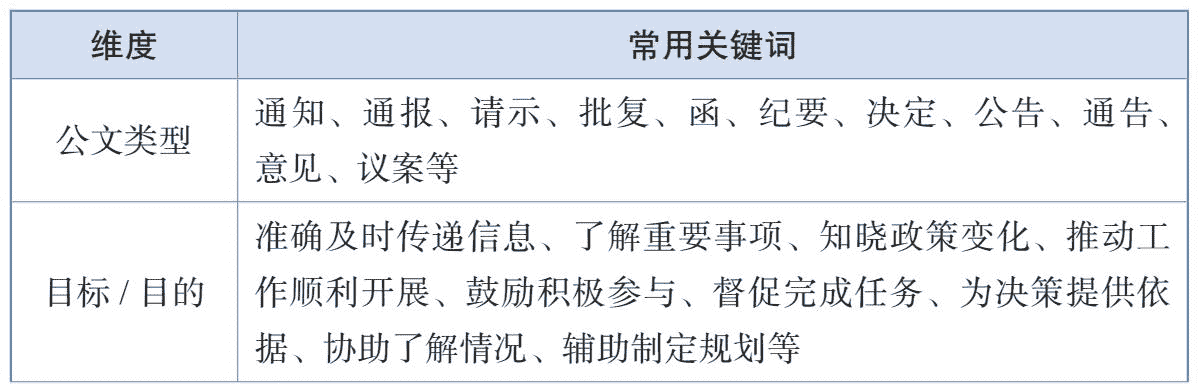 维度
常用关键词
公文类型
通知、通报、请示、批复、函、纪要、决定、公告、通告、
意见、议案等
目标 / 目的
准确及时传递信息、了解重要事项、知晓政策变化、推动工
作顺利开展、鼓励积极参与、督促完成任务、为决策提供依
据、协助了解情况、辅助制定规划等